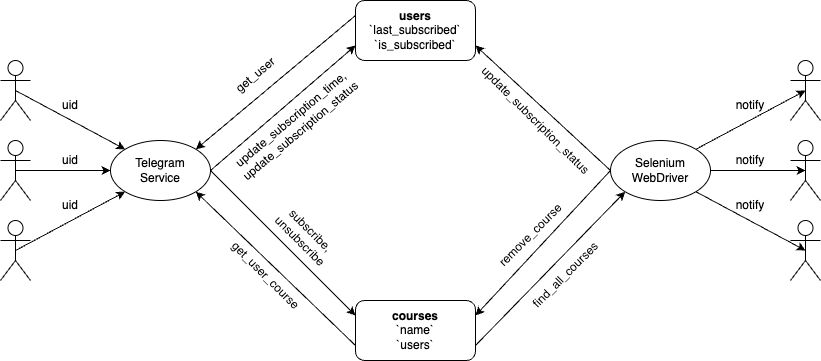 users
`last_subscribed`
`is_subscribed`
get_user
update_subscription_time,
update_subscription_status
update_subscription_status
uid
uid
uid
Telegram
Service
Selenium
WebDriver
notify
notify
notify
subscribe,
unsubscribe
get_user_course
remove_course
find_all_courses
courses
`name`
`users`